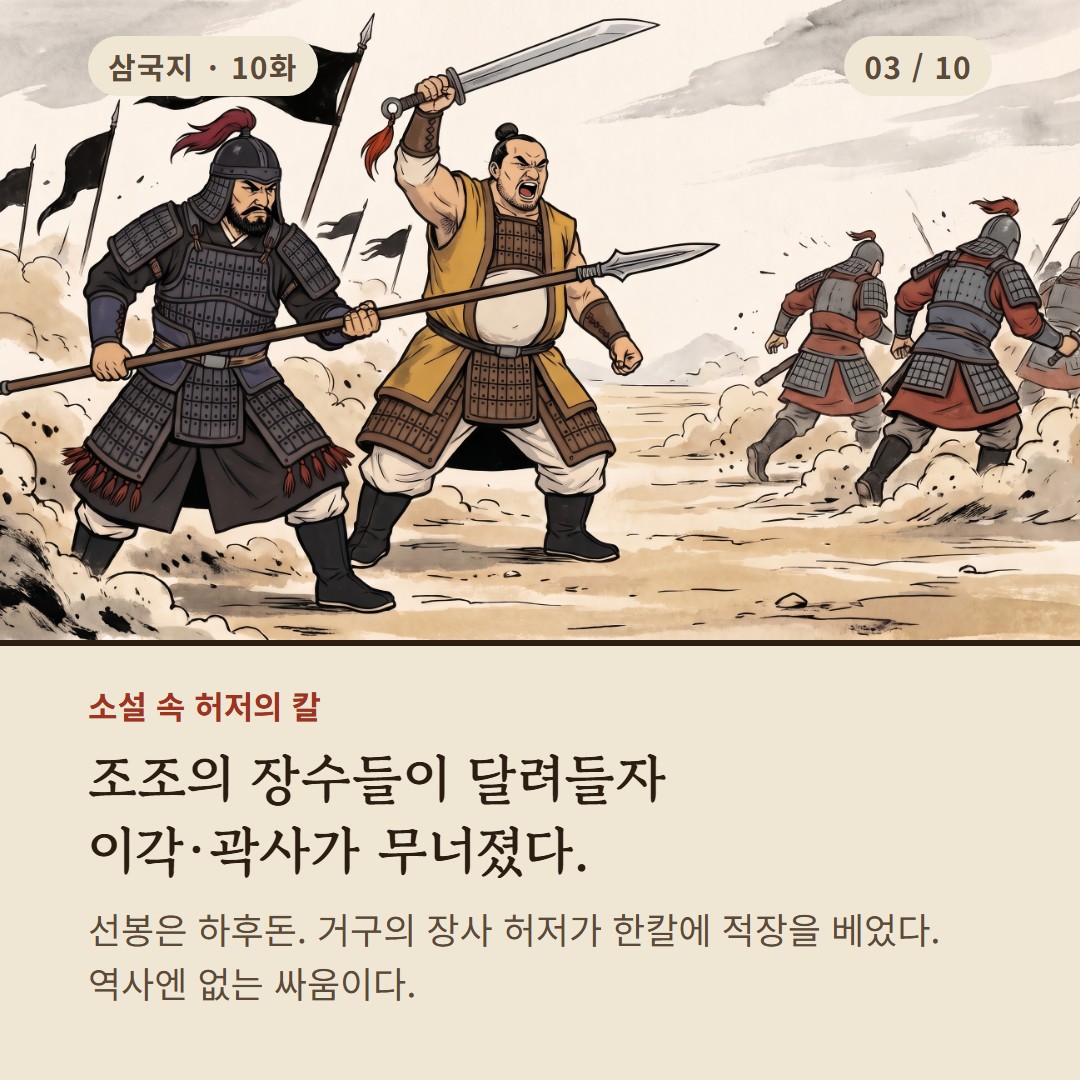 삼국지 · 10화
03 / 10
소설 속 허저의 칼
조조의 장수들이 달려들자
이각·곽사가 무너졌다.
선봉은 하후돈. 거구의 장사 허저가 한칼에 적장을 베었다.
역사엔 없는 싸움이다.